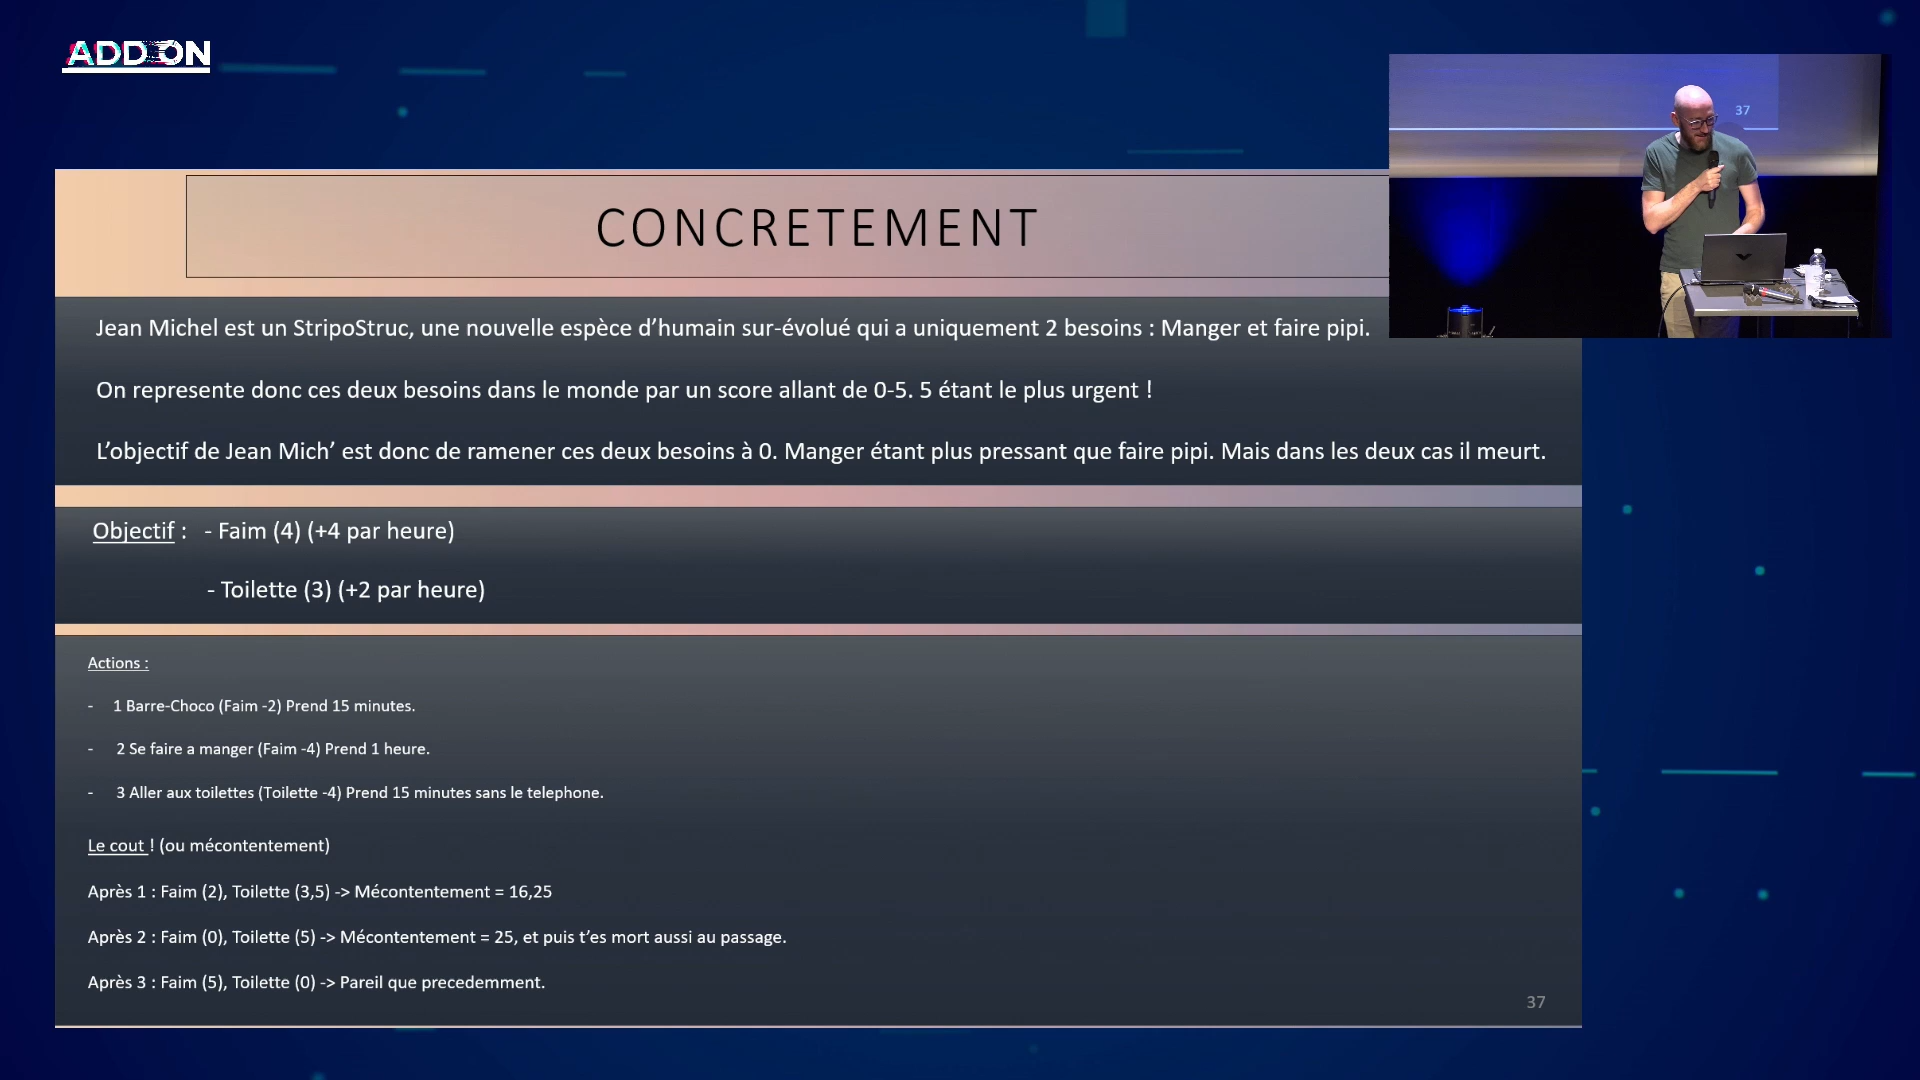 ADD ON
37
CONCRETEMENT
Jean Michel est un StripoStruc, une nouvelle espèce d’humain sur-évolué qui a uniquement 2 besoins : Manger et faire pipi.
On represente donc ces deux besoins dans le monde par un score allant de 0-5. 5 étant le plus urgent !
L’objectif de Jean Mich’ est donc de ramener ces deux besoins à 0. Manger étant plus pressant que faire pipi. Mais dans les deux cas il meurt.
Objectif : - Faim (4) (+4 par heure)
- Toilette (3) (+2 par heure)
Actions :
- 1 Barre-Choco (Faim -2) Prend 15 minutes.
- 2 Se faire a manger (Faim -4) Prend 1 heure.
- 3 Aller aux toilettes (Toilette -4) Prend 15 minutes sans le telephone.
Le cout ! (ou mécontentement)
Après 1 : Faim (2), Toilette (3,5) -> Mécontentement = 16,25
Après 2 : Faim (0), Toilette (5) -> Mécontentement = 25, et puis t’es mort aussi au passage.
Après 3 : Faim (5), Toilette (0) -> Pareil que precedemment.
37